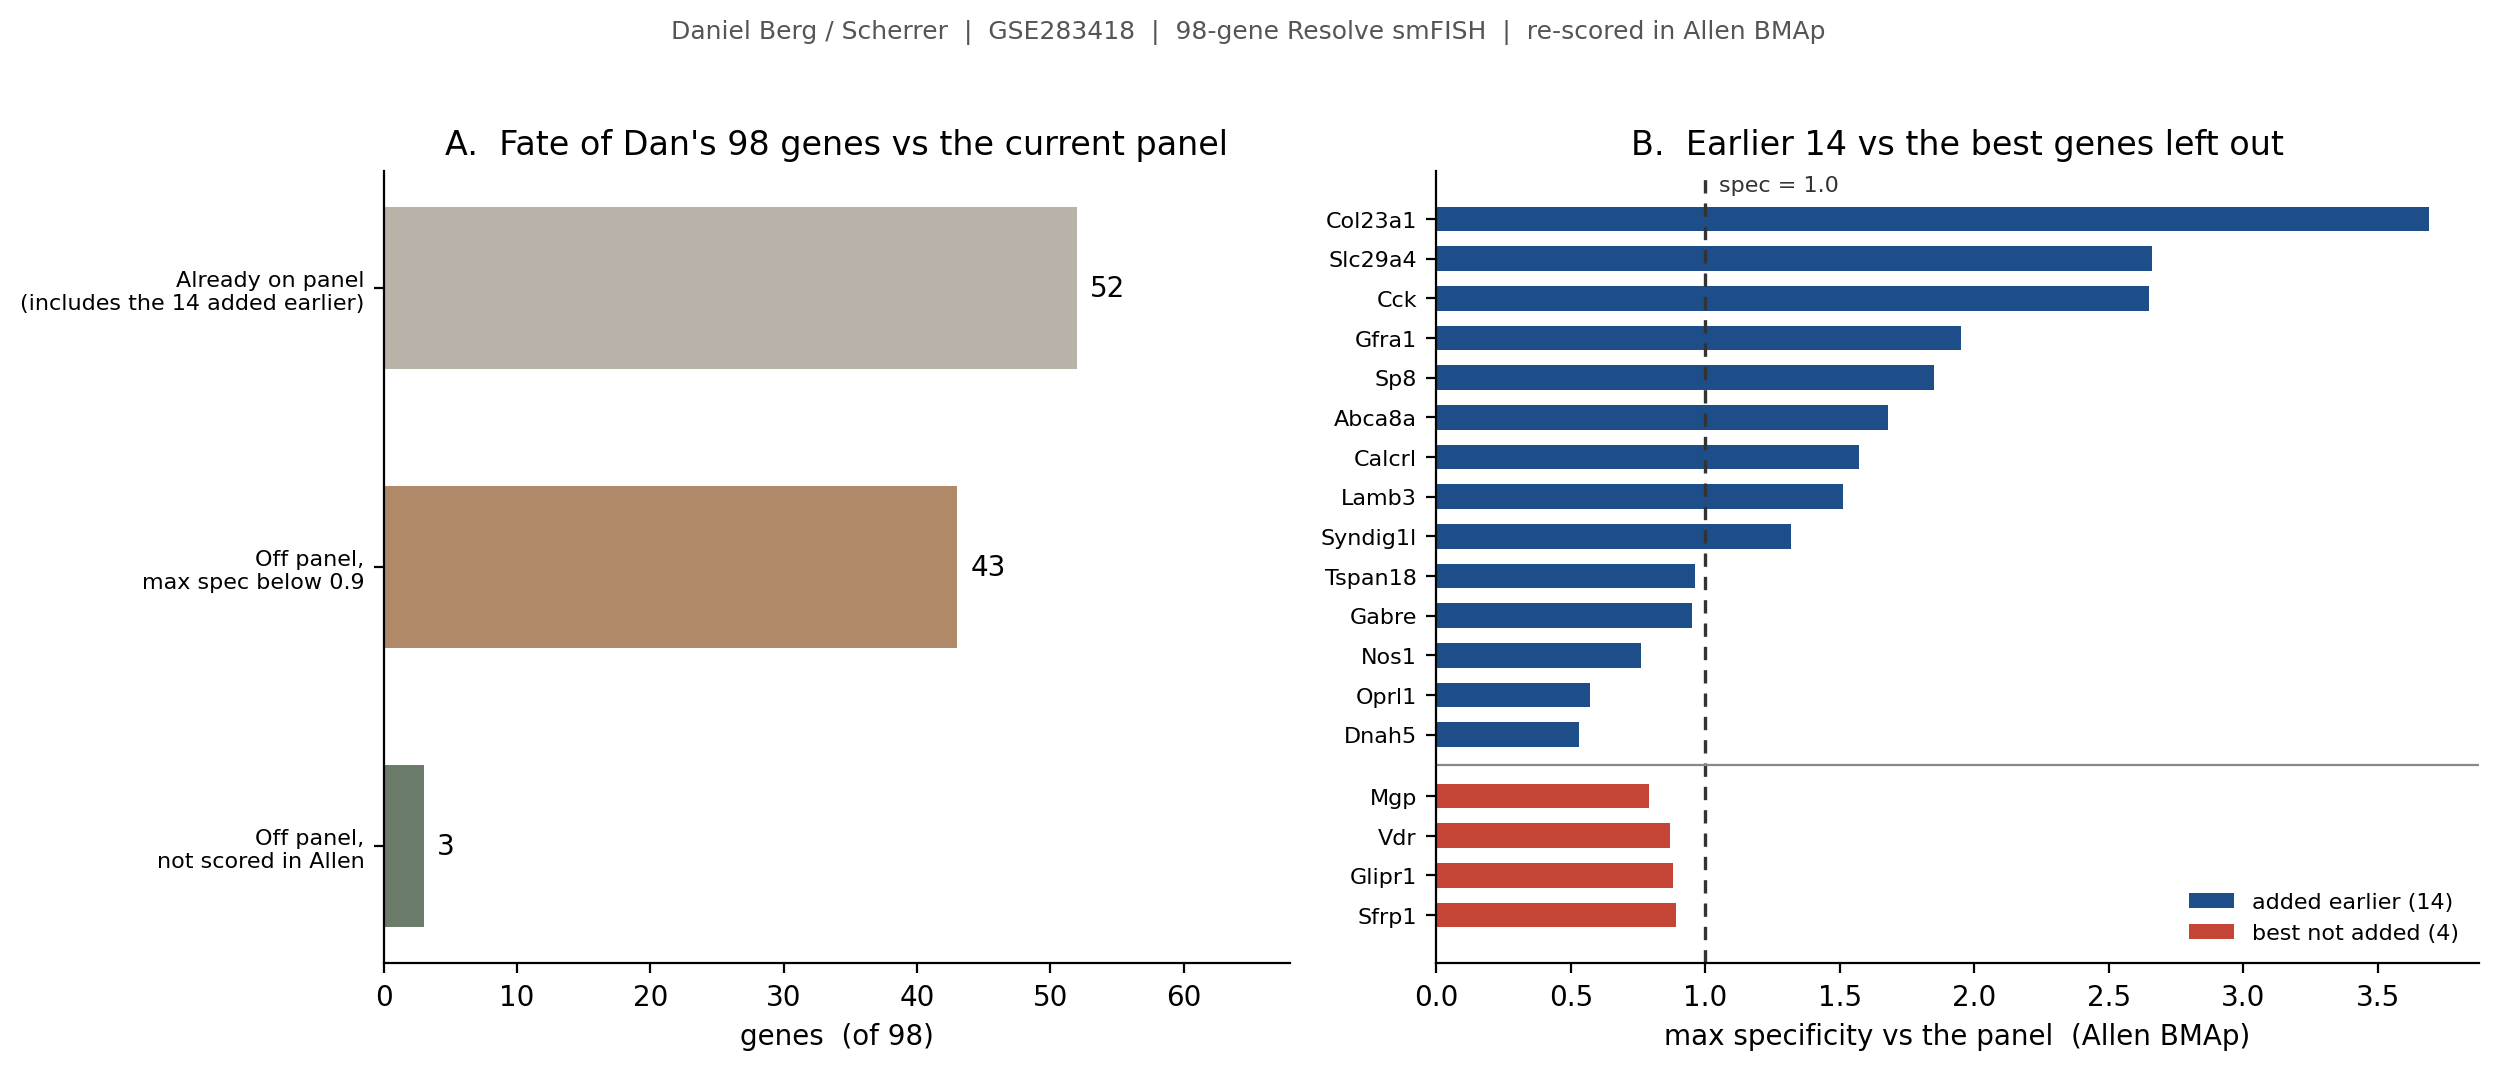 Daniel Berg / Scherrer  |  GSE283418  |  98-gene Resolve smFISH  |  re-scored in Allen BMAp
A.  Fate of Dan's 98 genes vs the current panel
Already on panel
(includes the 14 added earlier)
52
Off panel,
max spec below 0.9
43
Off panel,
not scored in Allen
3
0 10 20 30 40 50 60
genes  (of 98)
B.  Earlier 14 vs the best genes left out
spec = 1.0
Col23a1
Slc29a4
Cck
Gfra1
Sp8
Abca8a
Calcrl
Lamb3
Syndig1l
Tspan18
Gabre
Nos1
Oprl1
Dnah5
Mgp
Vdr
Glipr1
Sfrp1
added earlier (14)
best not added (4)
0.0 0.5 1.0 1.5 2.0 2.5 3.0 3.5
max specificity vs the panel  (Allen BMAp)